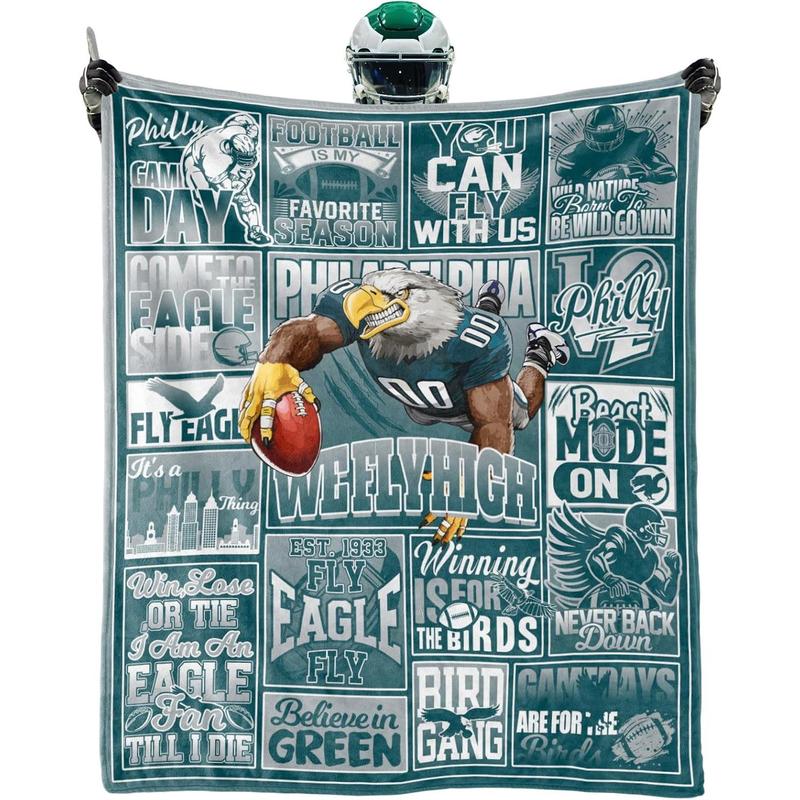 Philly
GAME
DAY
FOOTBALL
IS MY
FAVORITE
SEASON
YOU
CAN
FLY
WITH US
WILD NATURE
Born To
BE WILD GO WIN
COME TO
THE
EAGLE
SIDE
PHILADELPHIA
00
00
WE FLY HIGH
LOVE
Philly
FLY EAGL
Beast
MODE
ON
It's a
PHILLY
Thing
Win, Lose
OR TIE
I Am An
EAGLE
Fan
TILL I DIE
EST. 1933
FLY
EAGLE
FLY
Winning
IS FOR
THE BIRDS
NEVER BACK
Down
Believe in
GREEN
BIRD
GANG
GAMEDAYS
ARE FOR THE
Birds